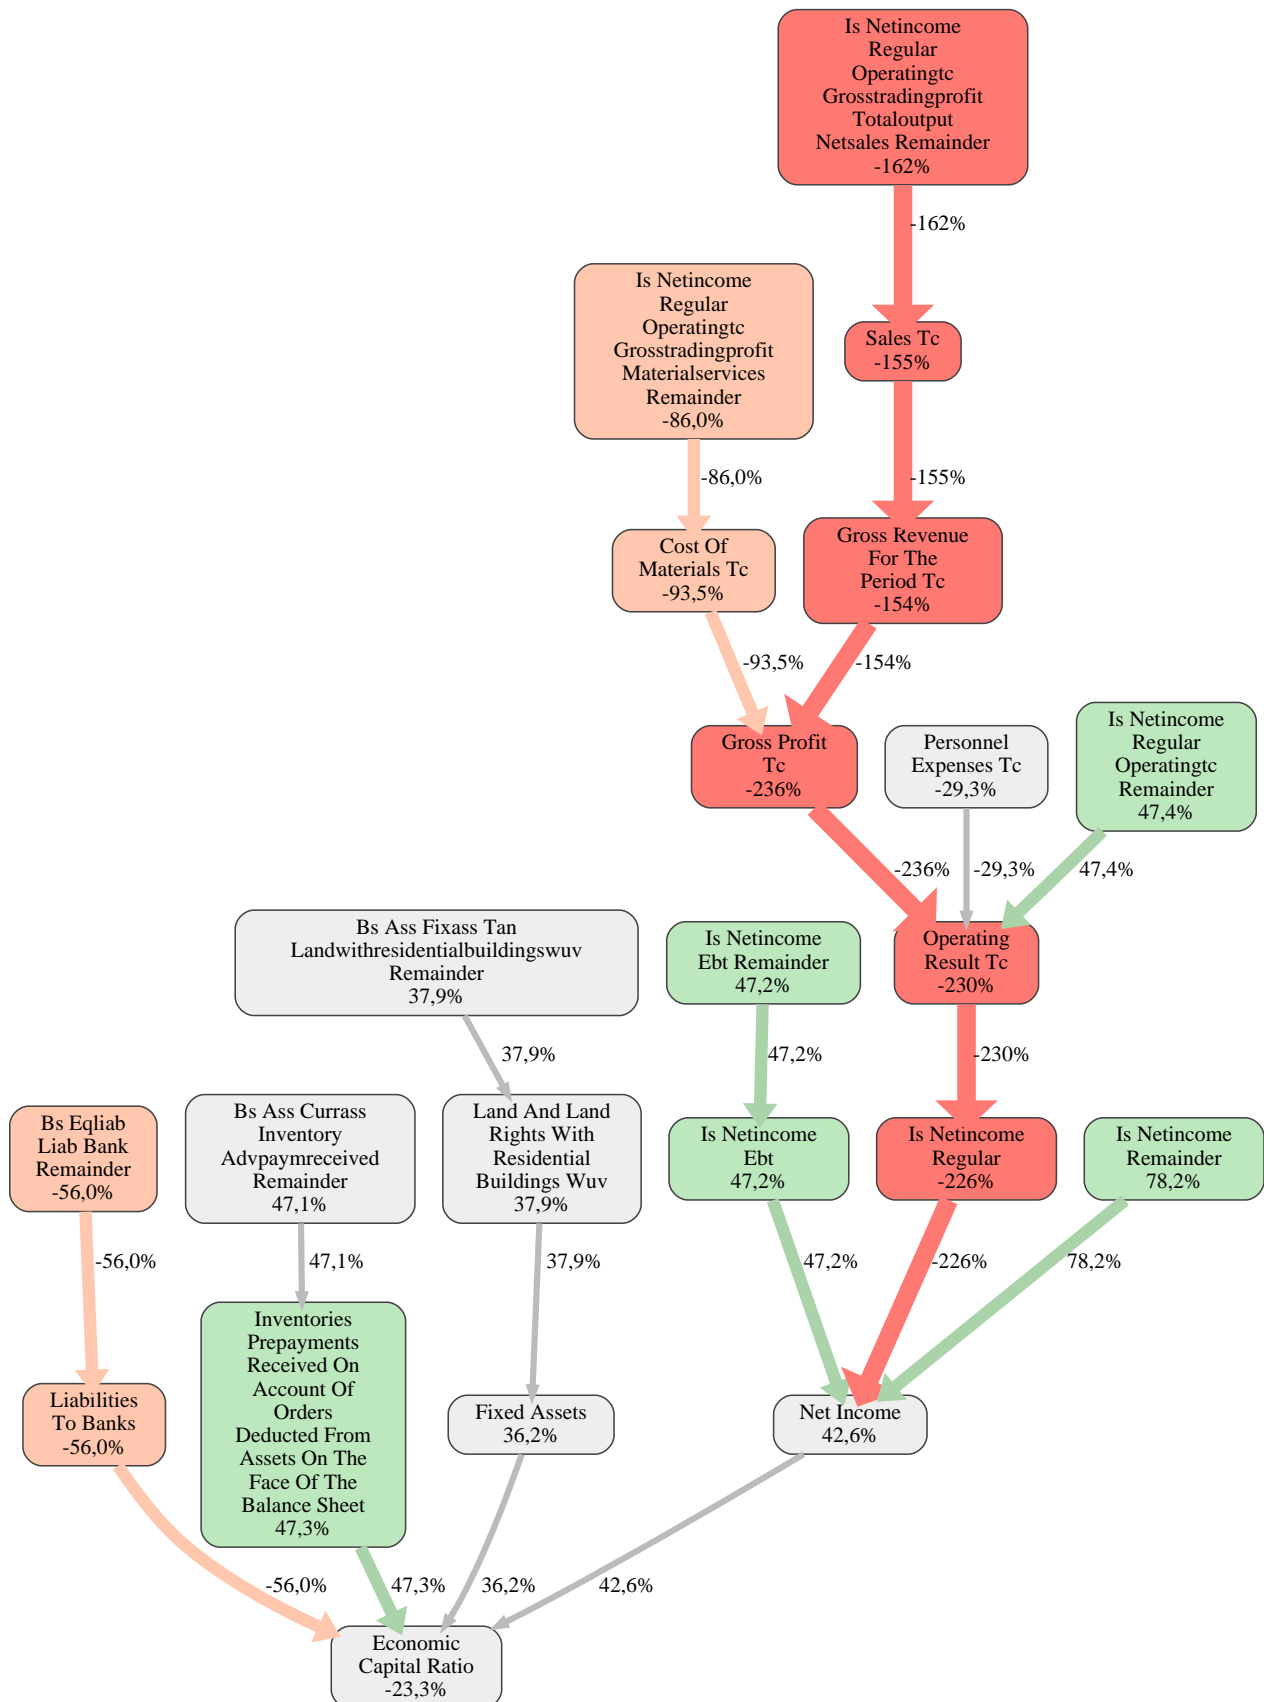 Is Netincome
Regular
Operatingtc
Grosstradingprofit
Totaloutput
Netsales Remainder
-162%
-162%
Is Netincome
Regular
Operatingtc
Grosstradingprofit
Materialservices
Remainder
-86,0%
Sales Tc
-155%
-86,0%
-155%
Cost Of
Materials Tc
-93,5%
Gross Revenue
For The
Period Tc
-154%
-93,5%
-154%
Gross Profit
Tc
-236%
Personnel
Expenses Tc
-29,3%
Is Netincome
Regular
Operatingtc
Remainder
47,4%
-236%
-29,3%
47,4%
Bs Ass Fixass Tan
Landwithresidentialbuildingswuv
Remainder
37,9%
Is Netincome
Ebt Remainder
47,2%
Operating
Result Tc
-230%
37,9%
47,2%
-230%
Bs Eqliab
Liab Bank
Remainder
-56,0%
Bs Ass Currass
Inventory
Advpaymreceived
Remainder
47,1%
Land And Land
Rights With
Residential
Buildings Wuv
37,9%
Is Netincome
Ebt
47,2%
Is Netincome
Regular
-226%
Is Netincome
Remainder
78,2%
-56,0%
47,1%
37,9%
47,2%
-226%
78,2%
Liabilities
To Banks
-56,0%
Inventories
Prepayments
Received On
Account Of
Orders
Deducted From
Assets On The
Face Of The
Balance Sheet
47,3%
Fixed Assets
36,2%
Net Income
42,6%
-56,0%
47,3%
36,2%
42,6%
Economic
Capital Ratio
-23,3%